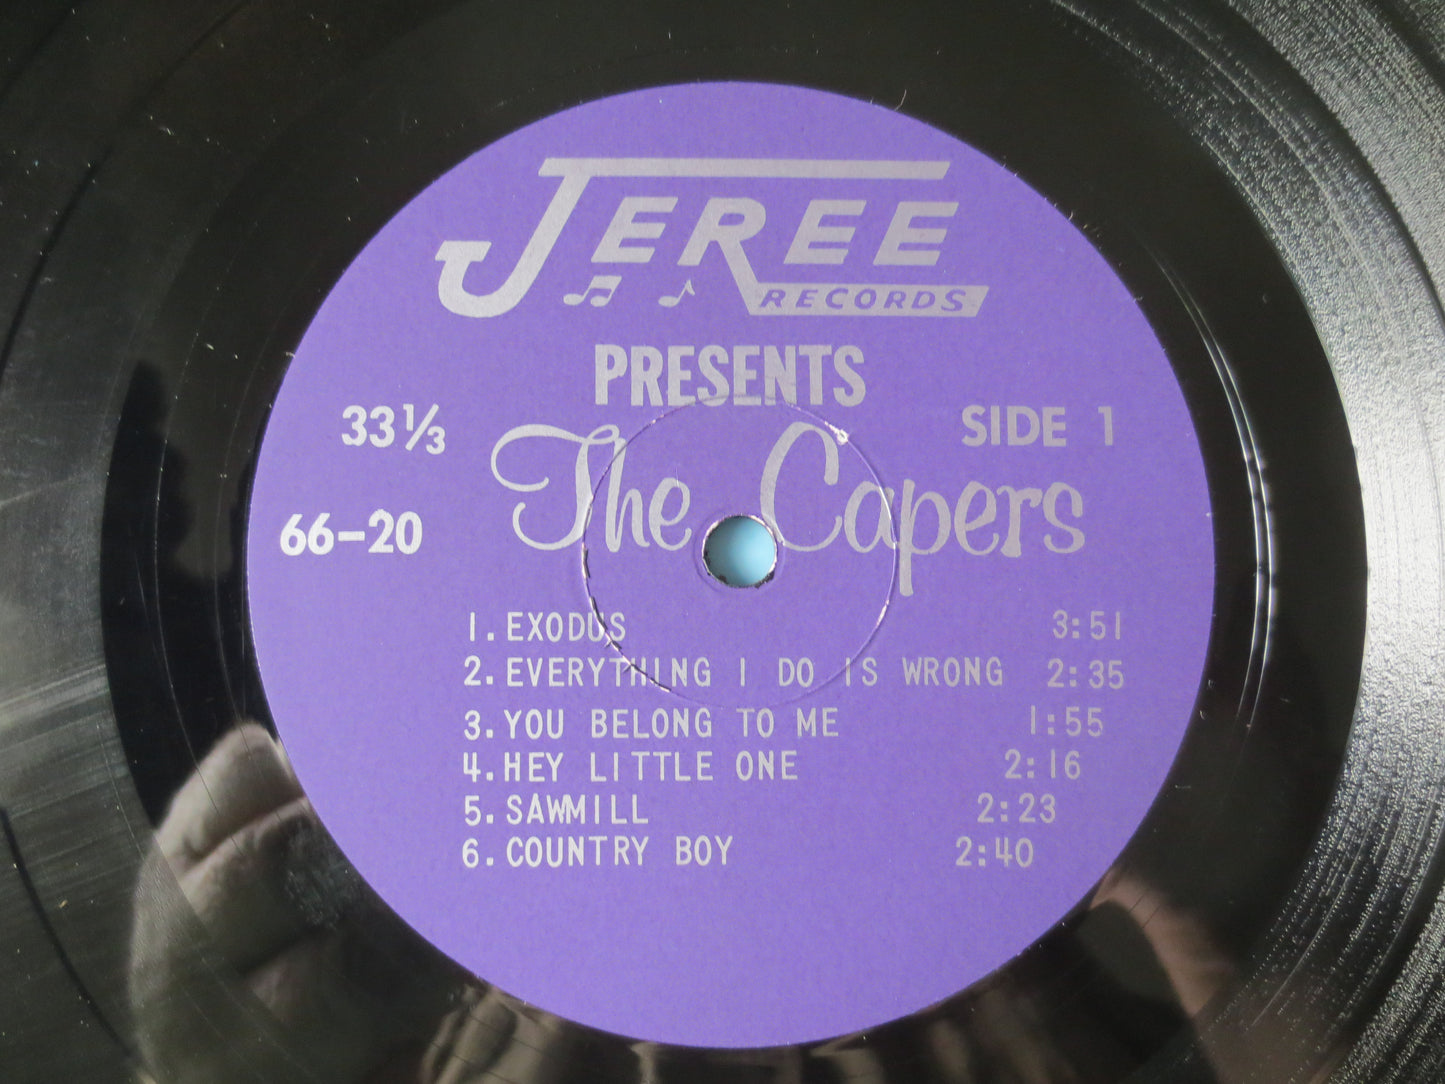 JEREE
RECORDS
PRESENTS
33⅓ SIDE 1
The Capers
66-20
1. EXODUS 3:51
2. EVERYTHING I DO IS WRONG 2:35
3. YOU BELONG TO ME 1:55
4. HEY LITTLE ONE 2:16
5. SAWMILL 2:23
6. COUNTRY BOY 2:40